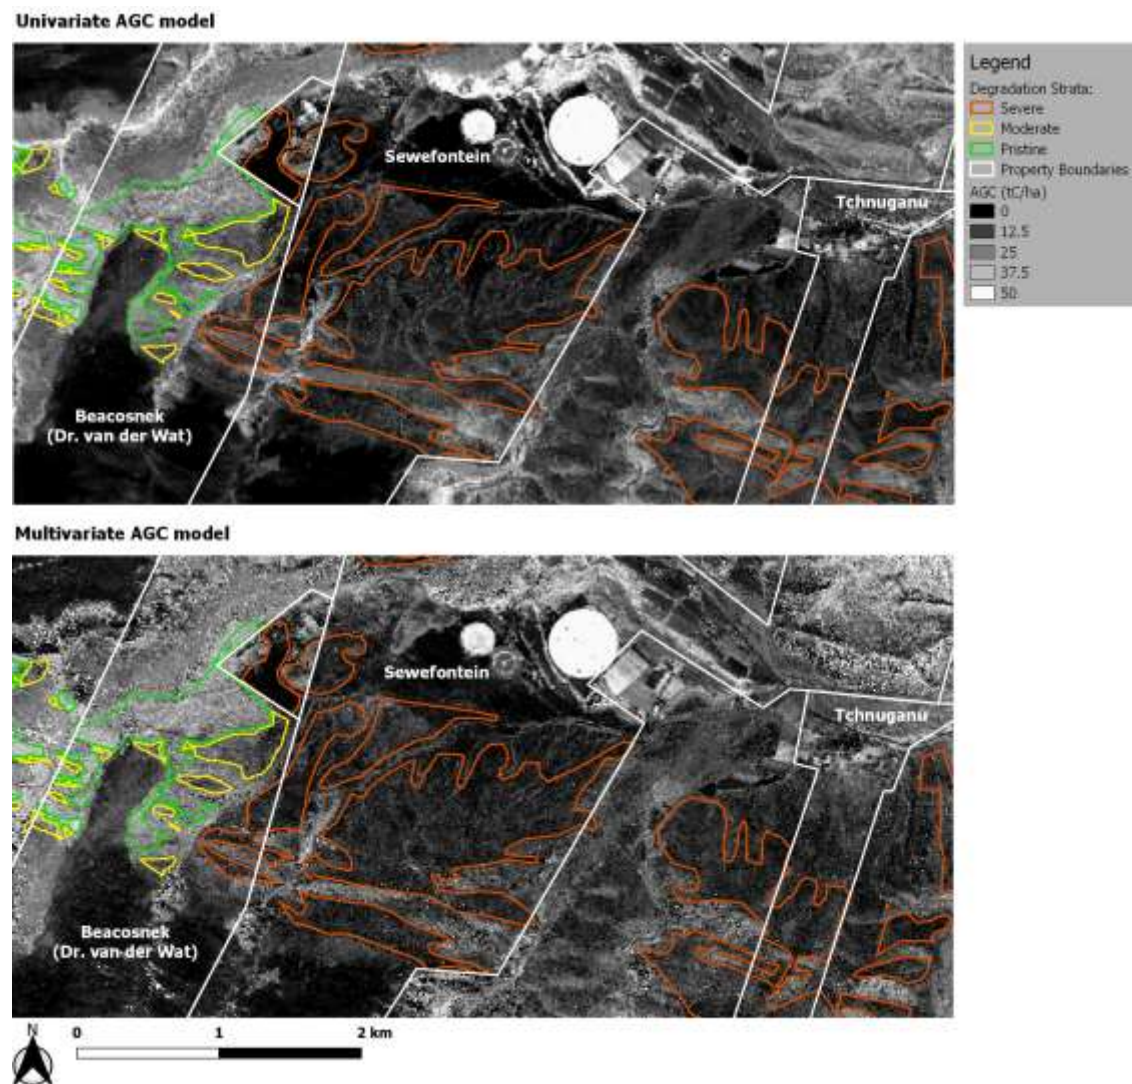 Univariate AGC model
Legend
Degradation Strata:
Severe
Moderate
Pristine
Property Boundaries
AGC (tC/ha)
0
12.5
25
37.5
50
Sewefontein
Tchnuganu
Beacosnek
(Dr. van der Wat)
Multivariate AGC model
Sewefontein
Tchnuganu
Beacosnek
(Dr. van der Wat)
N
0 1 2 km